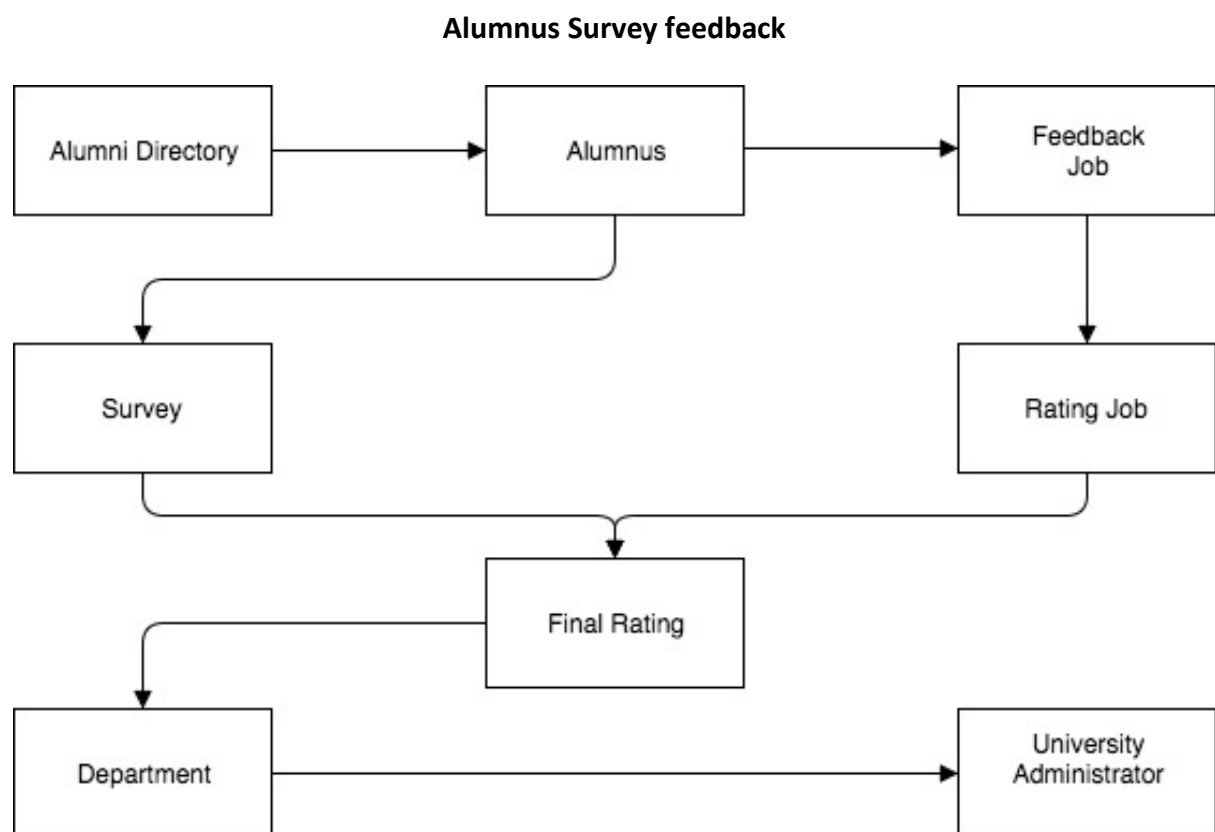 Alumnus Survey feedback
Alumni Directory
Alumnus
Feedback
Job
Survey
Rating Job
Final Rating
Department
University
Administrator